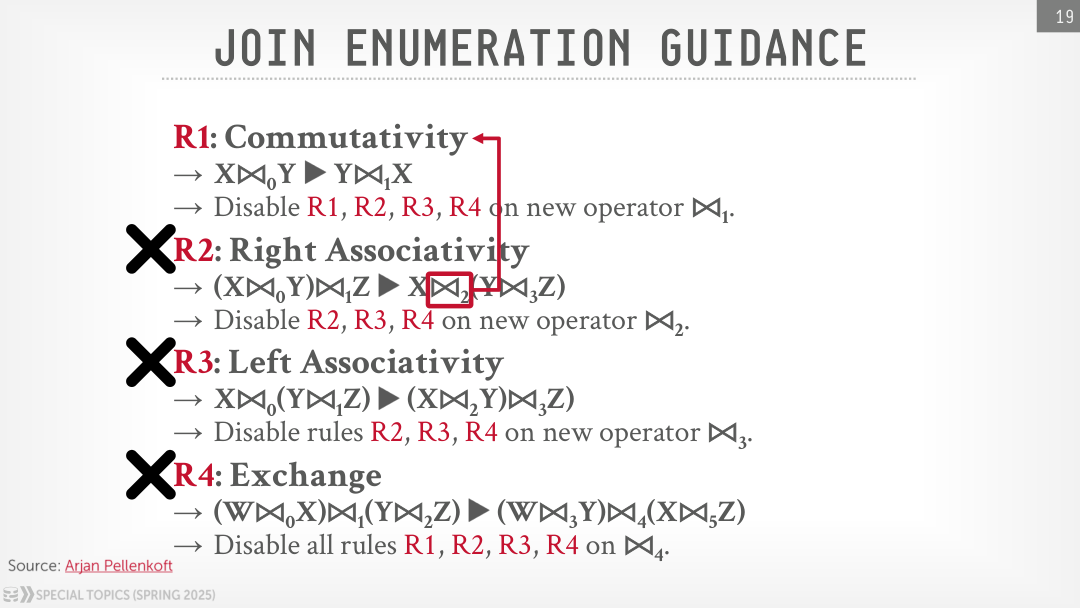 19
JOIN ENUMERATION GUIDANCE
R1: Commutativity
→ X⋈₀Y ▶ Y⋈₁X
→ Disable R1, R2, R3, R4 on new operator ⋈₁.
R2: Right Associativity
→ (X⋈₀Y)⋈₁Z ▶ X⋈₂(Y⋈₃Z)
→ Disable R2, R3, R4 on new operator ⋈₂.
R3: Left Associativity
→ X⋈₀(Y⋈₁Z) ▶ (X⋈₂Y)⋈₃Z)
→ Disable rules R2, R3, R4 on new operator ⋈₃.
R4: Exchange
→ (W⋈₀X)⋈₁(Y⋈₂Z) ▶ (W⋈₃Y)⋈₄(X⋈₅Z)
→ Disable all rules R1, R2, R3, R4 on ⋈₄.
Source: Arjan Pellenkoft
SPECIAL TOPICS (SPRING 2025)